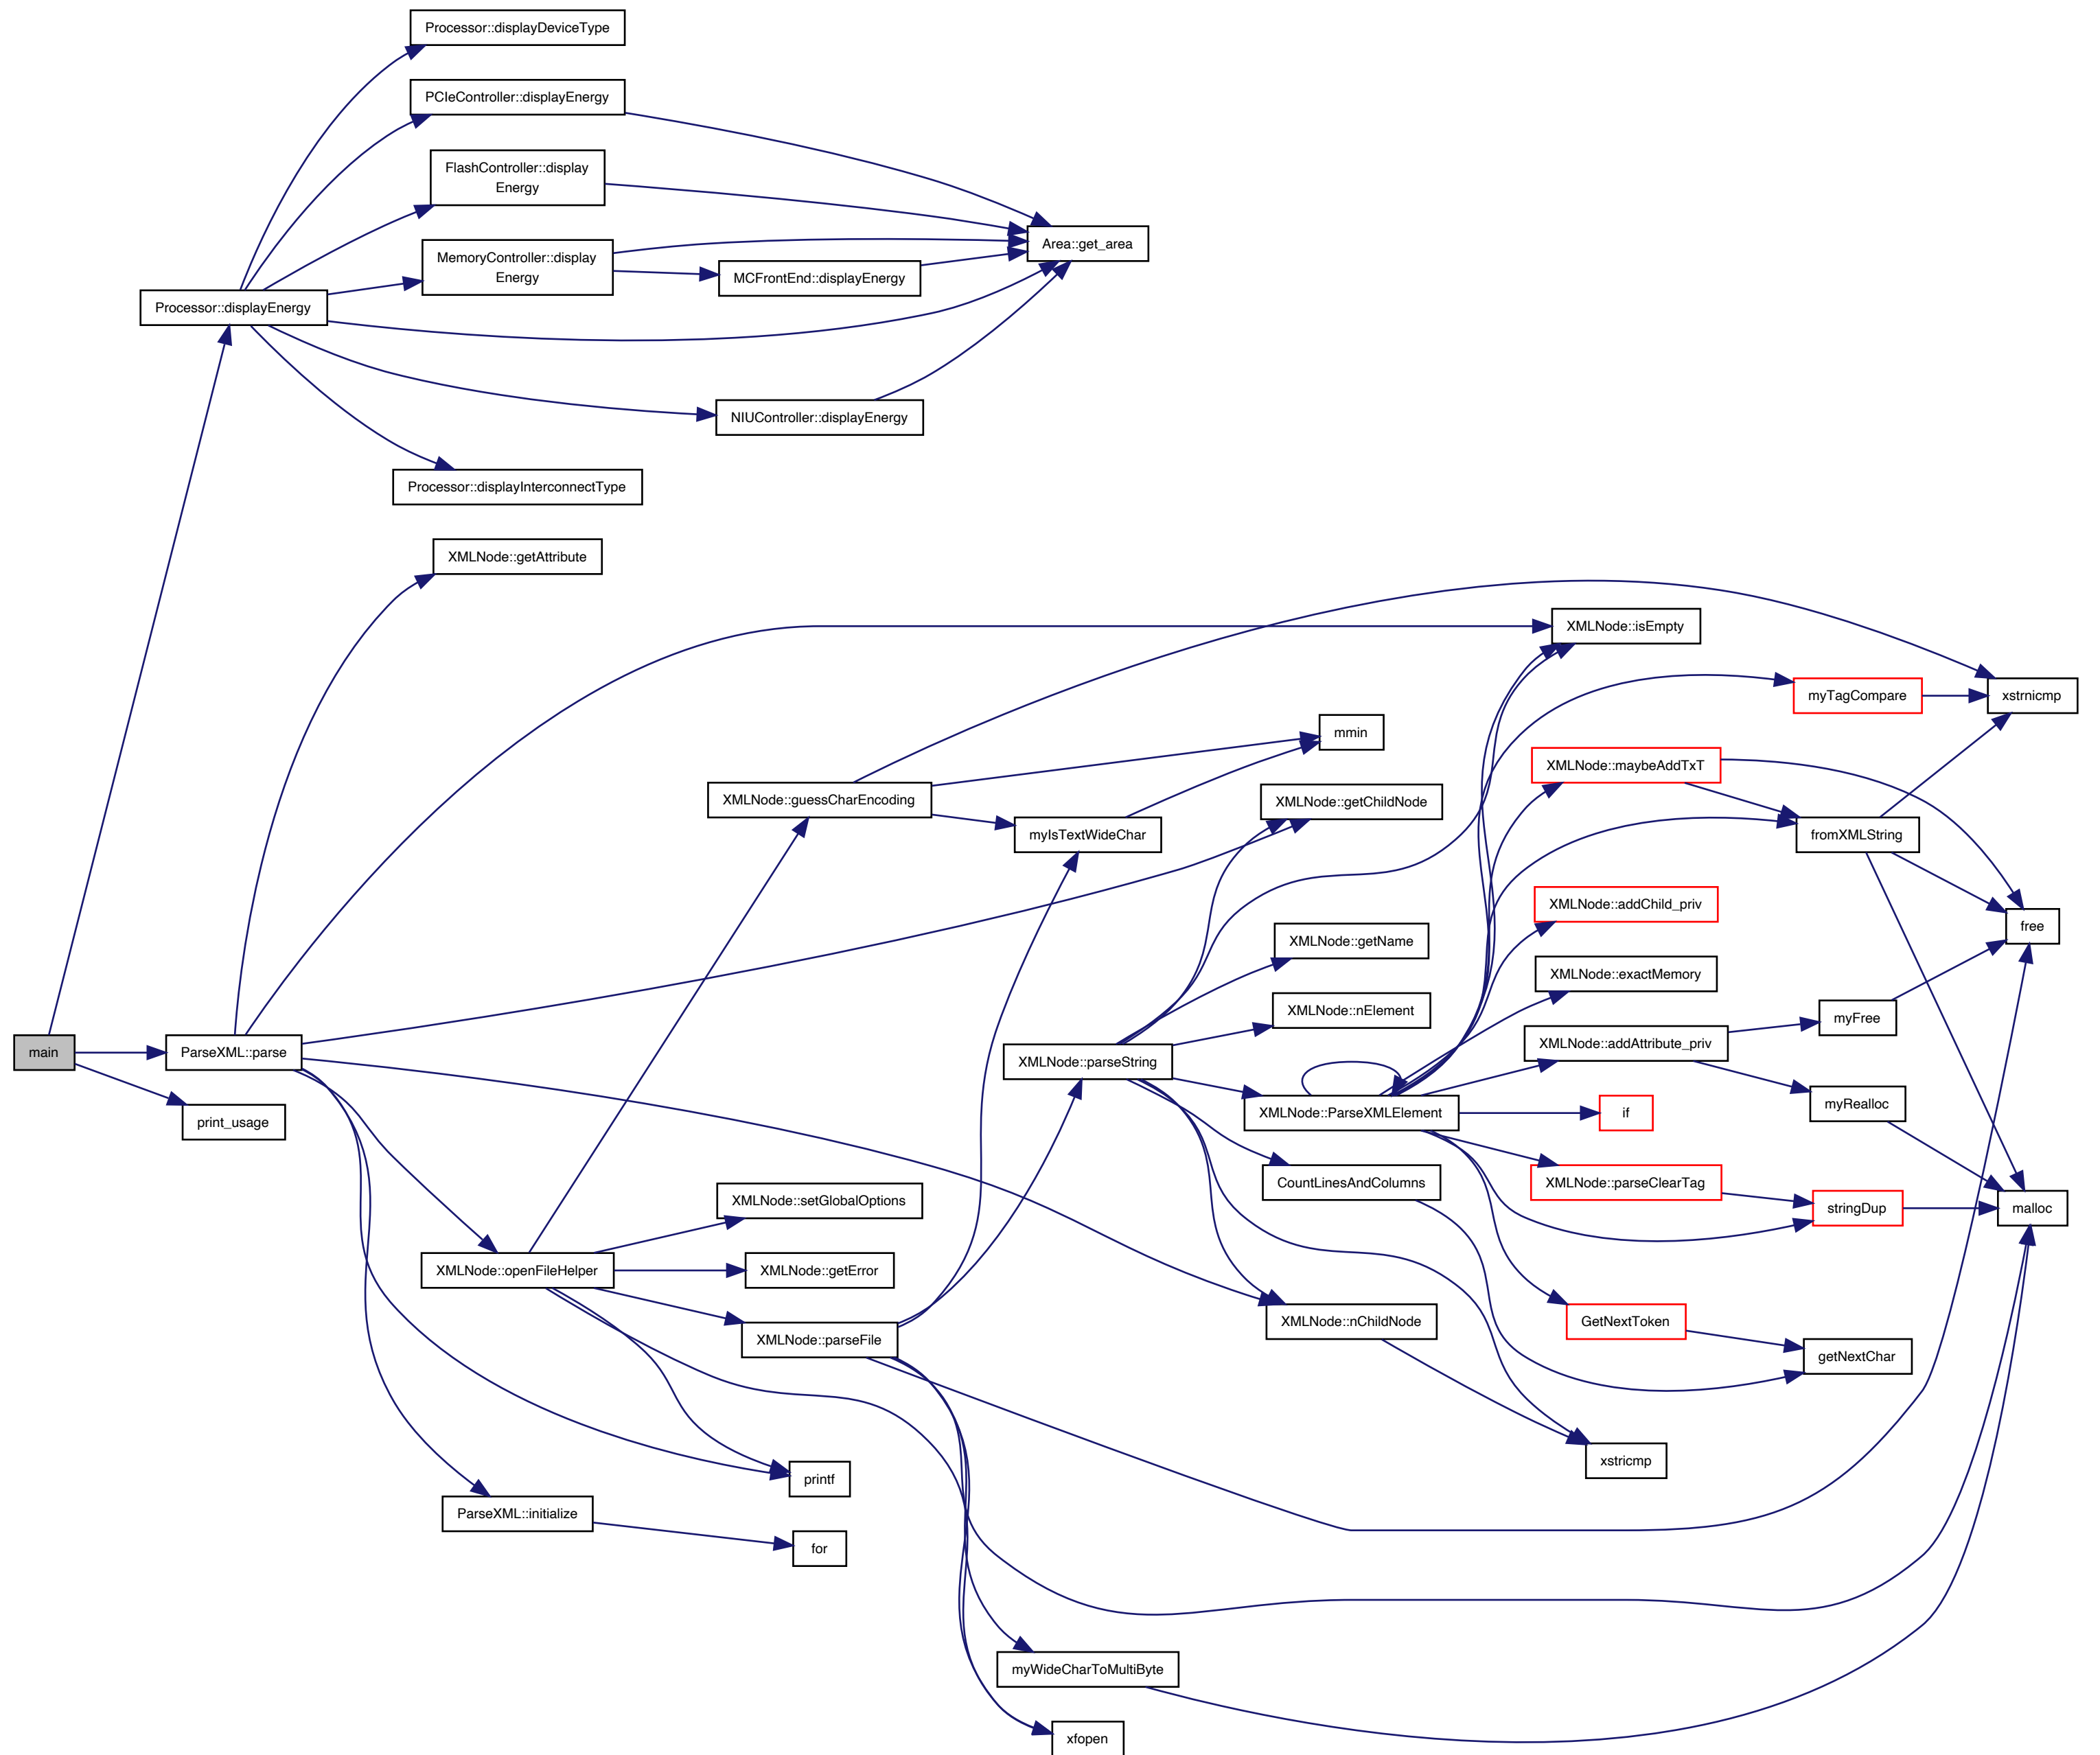 Processor::displayDeviceType
PCIeController::displayEnergy
FlashController::display
Energy
Area::get_area
MemoryController::display
Energy
MCFrontEnd::displayEnergy
Processor::displayEnergy
NIUController::displayEnergy
Processor::displayInterconnectType
XMLNode::getAttribute
XMLNode::isEmpty
myTagCompare
xstrnicmp
mmin
XMLNode::maybeAddTxT
XMLNode::guessCharEncoding
XMLNode::getChildNode
myIsTextWideChar
fromXMLString
XMLNode::addChild_priv
free
XMLNode::getName
XMLNode::exactMemory
XMLNode::nElement
myFree
XMLNode::addAttribute_priv
main
ParseXML::parse
XMLNode::parseString
myRealloc
XMLNode::ParseXMLElement
if
print_usage
CountLinesAndColumns
XMLNode::parseClearTag
XMLNode::setGlobalOptions
stringDup
malloc
XMLNode::openFileHelper
XMLNode::getError
XMLNode::nChildNode
GetNextToken
XMLNode::parseFile
getNextChar
xstricmp
printf
ParseXML::initialize
for
myWideCharToMultiByte
xfopen